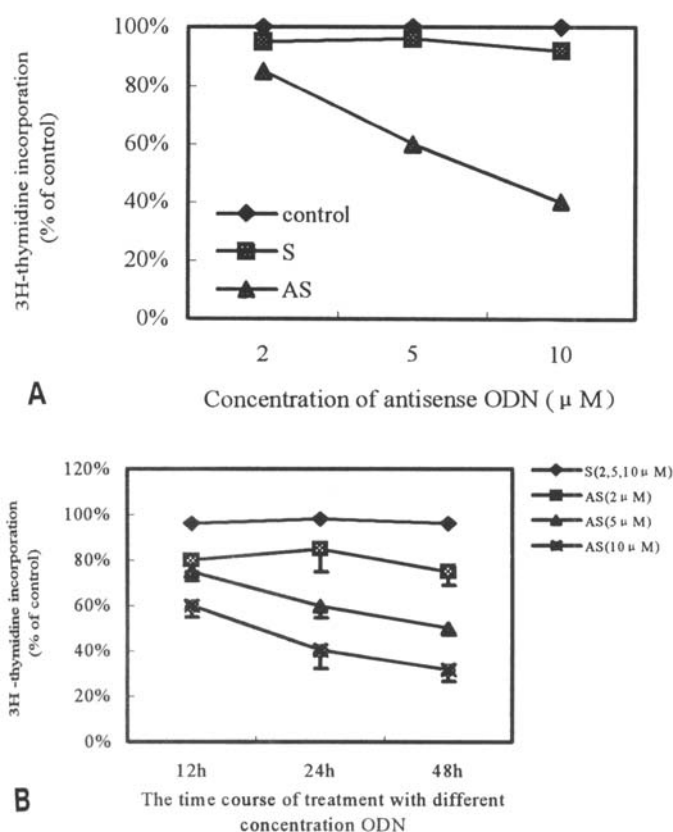 3H-thymidine incorporation
(% of control)
100%
80%
60%
40%
20%
0%
control
S
AS
2 5 10
A
Concentration of antisense ODN ( μ M)
3H -thymidine incorporation
(% of control)
120%
100%
80%
60%
40%
20%
0%
S(2,5,10μ M)
AS(2 μ M)
AS(5 μ M)
AS(10 μ M)
12h 24h 48h
B
The time course of treatment with different
concentration ODN